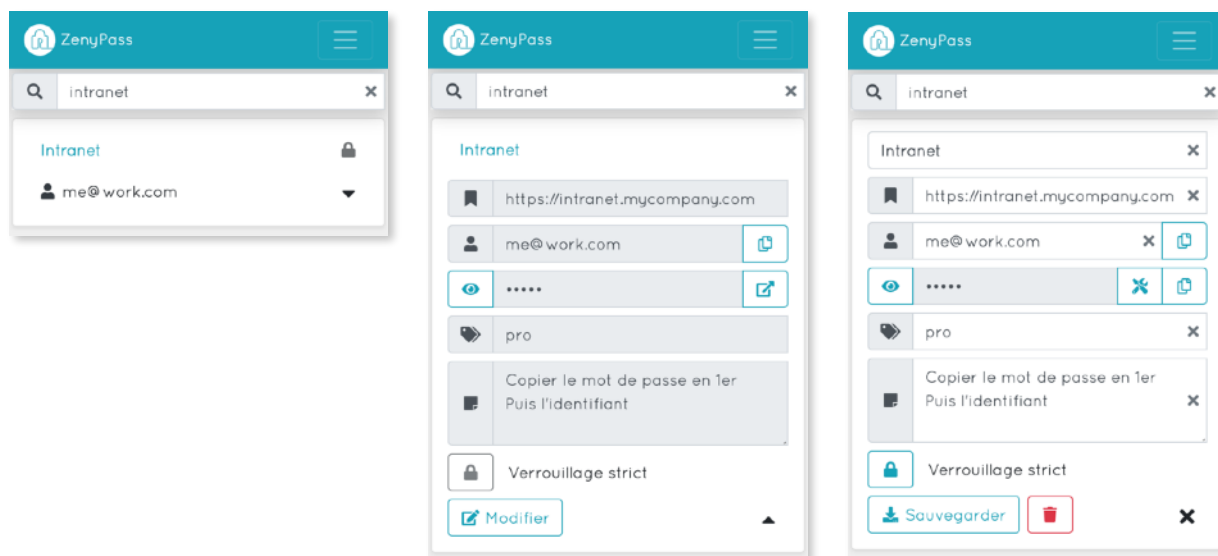 ZenyPass
intranet
Intranet
me@work.com
ZenyPass
intranet
Intranet
https://intranet.mycompany.com
me@work.com
•••••
pro
Copier le mot de passe en 1er
Puis l'identifiant
Verrouillage strict
Modifier
ZenyPass
intranet
Intranet
https://intranet.mycompany.com
me@work.com
•••••
pro
Copier le mot de passe en 1er
Puis l'identifiant
Verrouillage strict
Sauvegarder